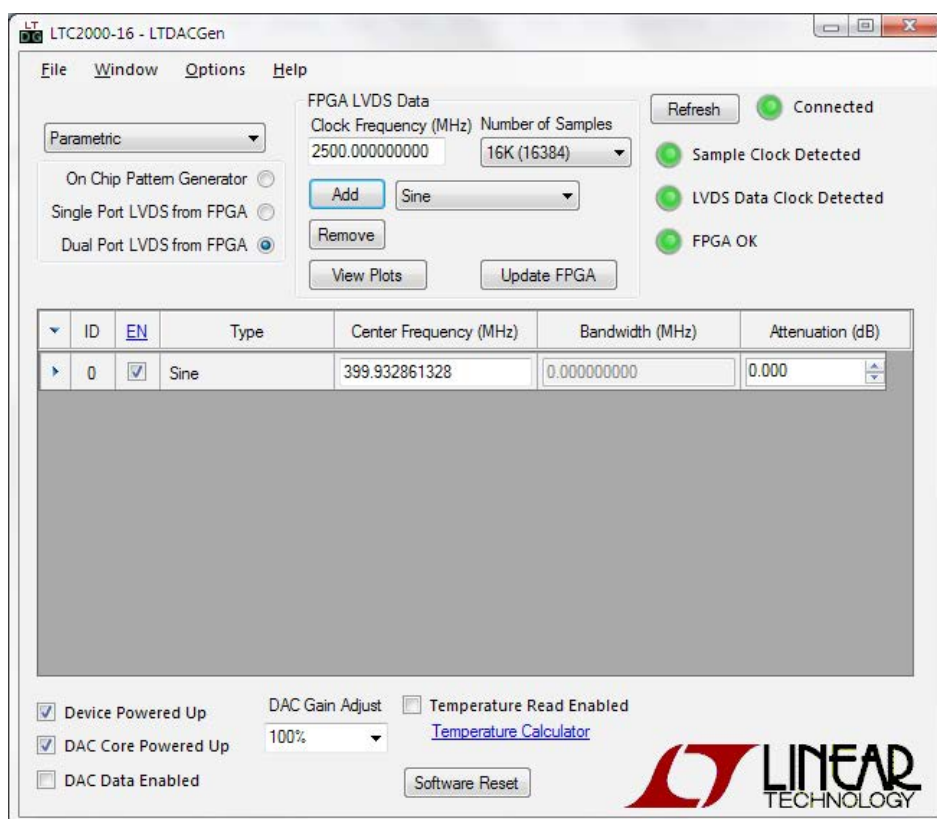 LT DG LTC2000-16 - LTDACGen
File Window Options Help
Parametric
On Chip Pattern Generator
Single Port LVDS from FPGA
Dual Port LVDS from FPGA
FPGA LVDS Data
Clock Frequency (MHz) Number of Samples
2500.000000000 16K (16384)
Add Sine
Remove
View Plots Update FPGA
Refresh Connected
Sample Clock Detected
LVDS Data Clock Detected
FPGA OK
ID EN Type Center Frequency (MHz) Bandwidth (MHz) Attenuation (dB)
0 Sine 399.932861328 0.000000000 0.000
Device Powered Up
DAC Core Powered Up
DAC Data Enabled
DAC Gain Adjust
100%
Temperature Read Enabled
Temperature Calculator
Software Reset
LINEAR
TECHNOLOGY